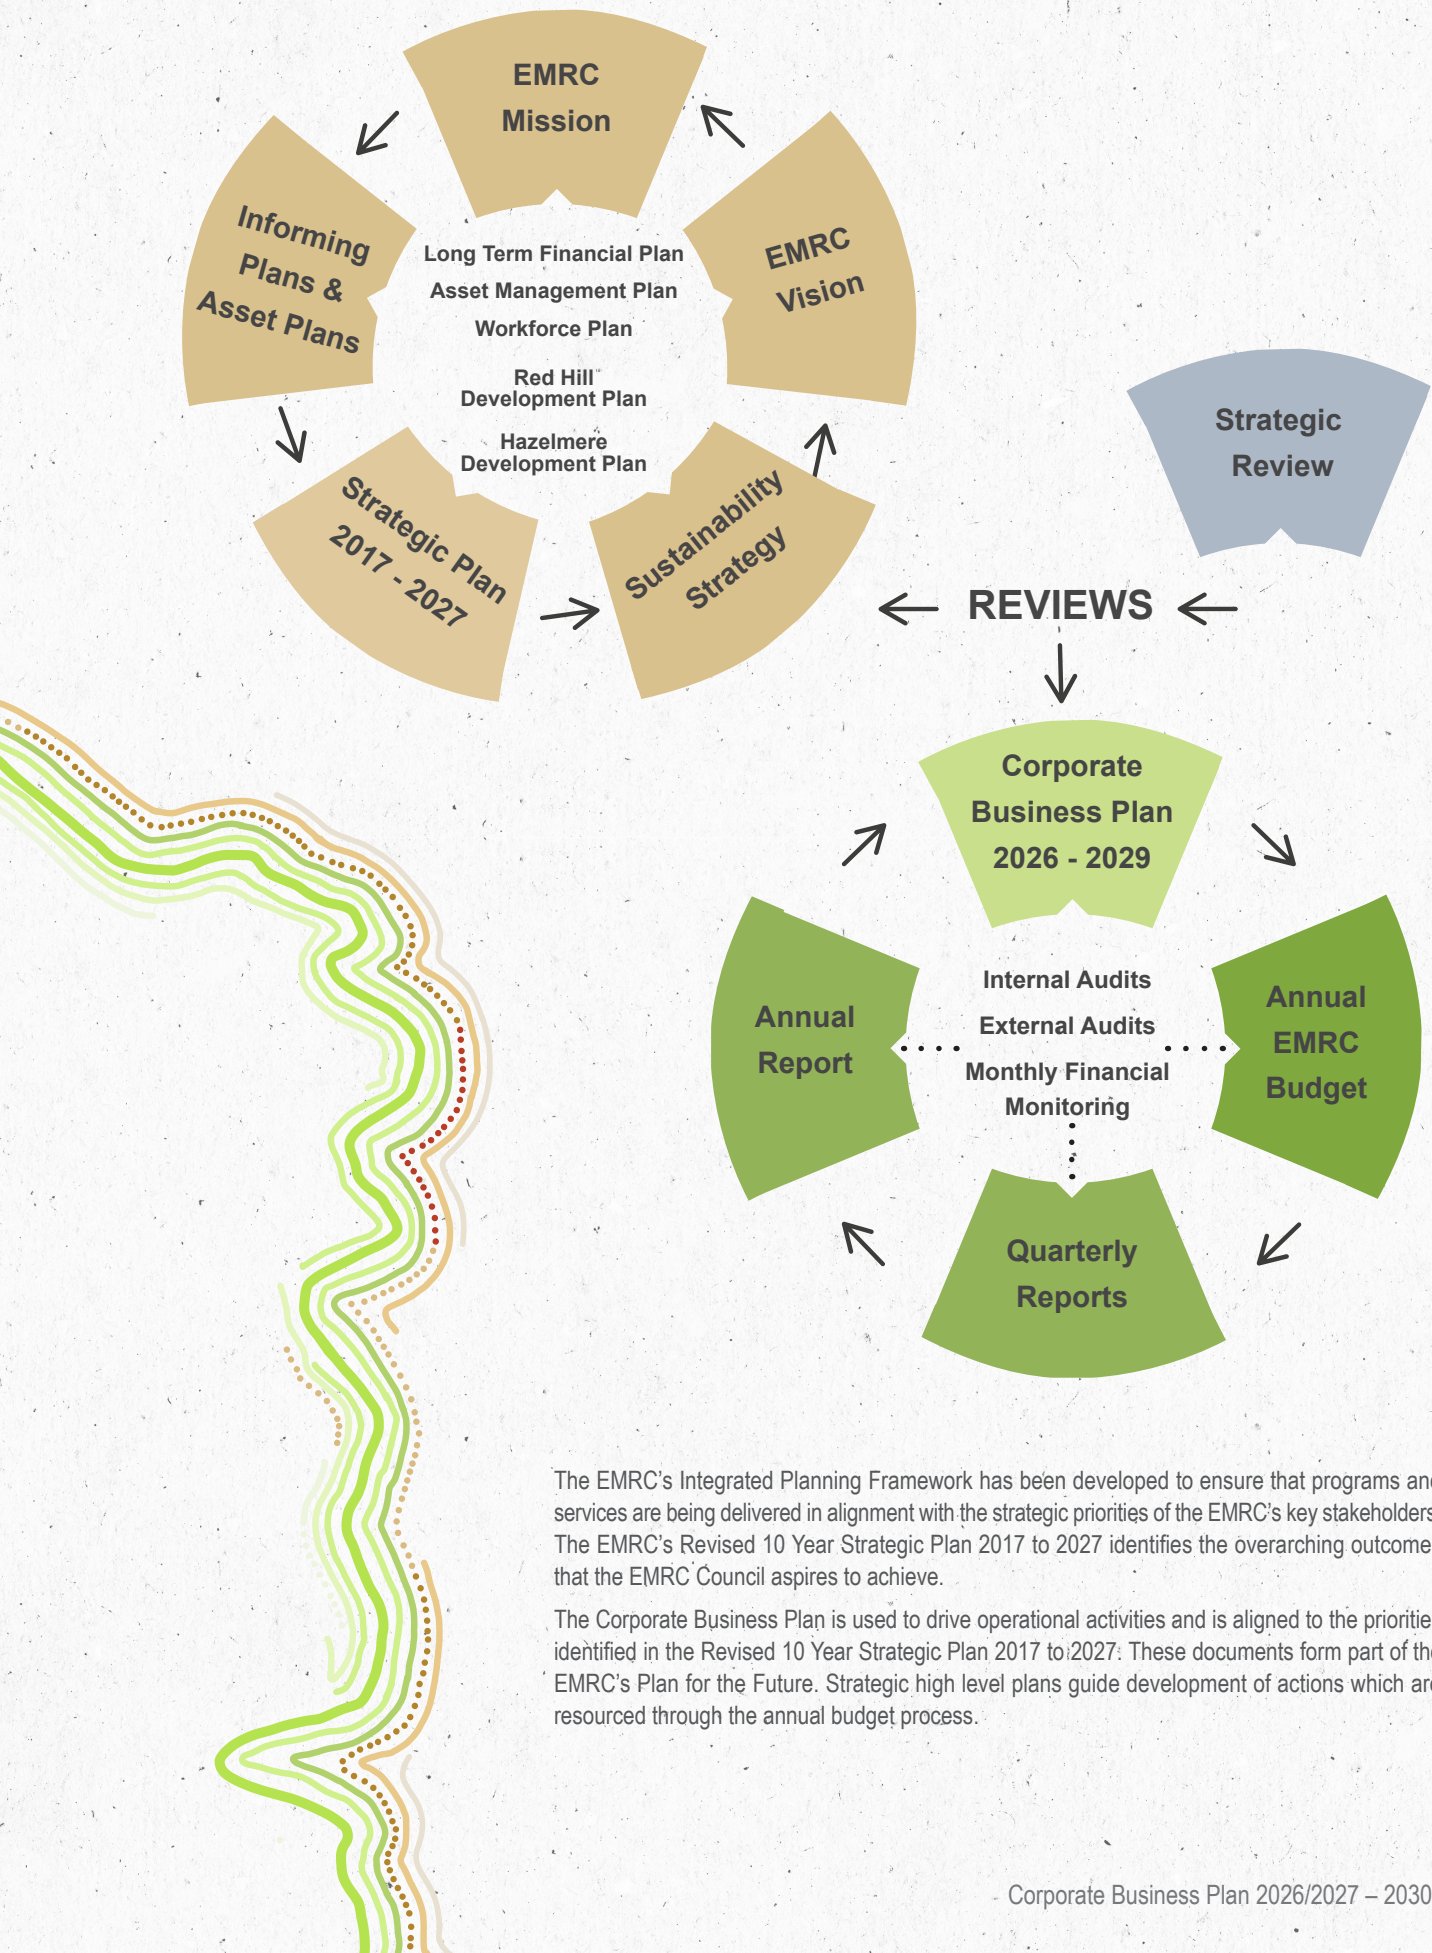 EMRC
Mission
Informing
Plans &
Asset Plans
EMRC
Vision
Long Term Financial Plan
Asset Management Plan
Workforce Plan
Red Hill
Development Plan
Hazelmere
Development Plan
Strategic Plan
2017 - 2027
Sustainability
Strategy
Strategic
Review
REVIEWS
Corporate
Business Plan
2026 - 2029
Annual
Report
Internal Audits
External Audits
Monthly Financial
Monitoring
Annual
EMRC
Budget
Quarterly
Reports
The EMRC’s Integrated Planning Framework has been developed to ensure that programs an
services are being delivered in alignment with the strategic priorities of the EMRC’s key stakeholders
The EMRC’s Revised 10 Year Strategic Plan 2017 to 2027 identifies the overarching outcome
that the EMRC Council aspires to achieve.
The Corporate Business Plan is used to drive operational activities and is aligned to the prioritie
identified in the Revised 10 Year Strategic Plan 2017 to 2027. These documents form part of the
EMRC’s Plan for the Future. Strategic high level plans guide development of actions which are
resourced through the annual budget process.
Corporate Business Plan 2026/2027 – 2030